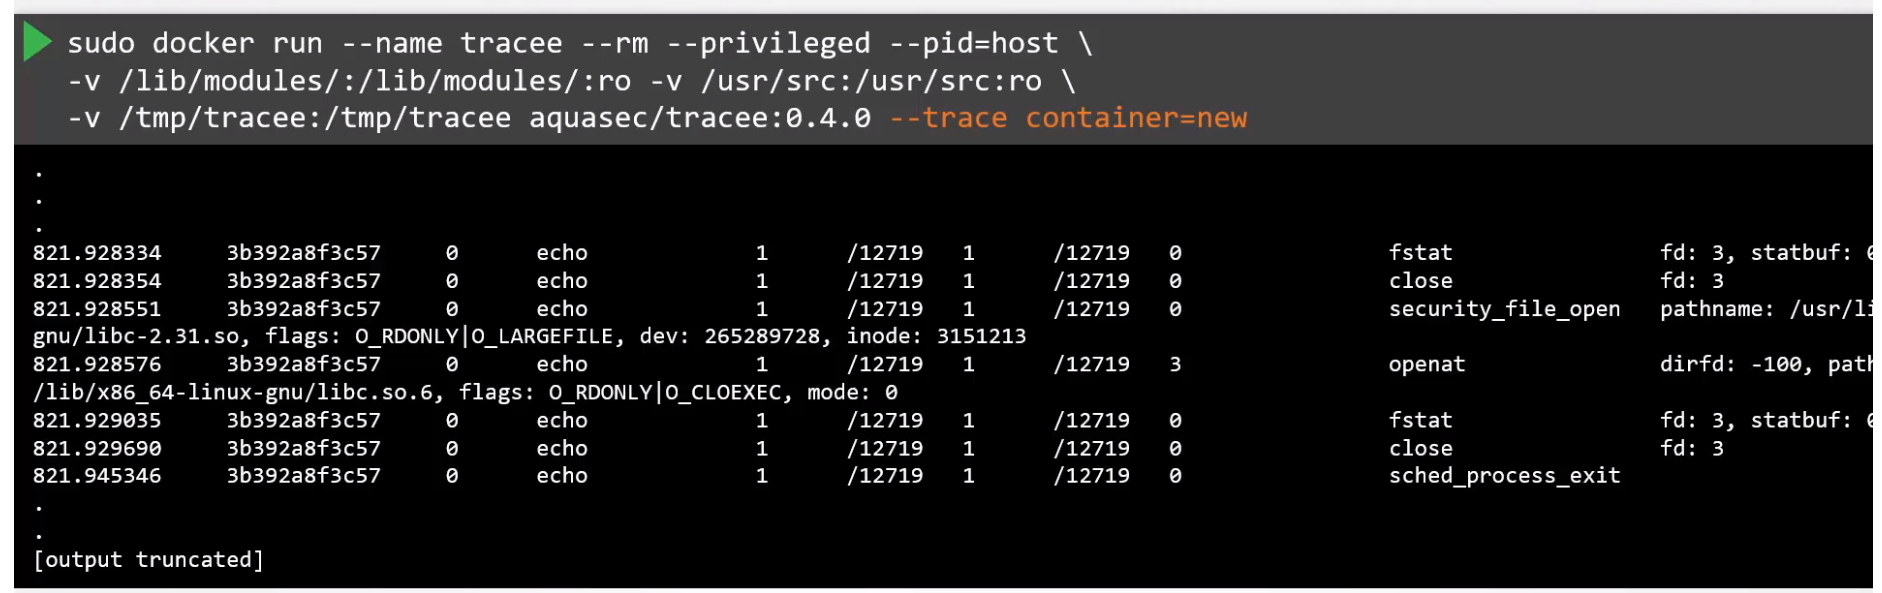 sudo docker run --name tracee --rm --privileged --pid=host \
-v /lib/modules/:/lib/modules/:ro -v /usr/src:/usr/src:ro \
-v /tmp/tracee:/tmp/tracee aquasec/tracee:0.4.0 --trace container=new
.
.
.
821.928334 3b392a8f3c57 0 echo 1 /12719 1 /12719 0 fstat fd: 3, statbuf: 0
821.928354 3b392a8f3c57 0 echo 1 /12719 1 /12719 0 close fd: 3
821.928551 3b392a8f3c57 0 echo 1 /12719 1 /12719 0 security_file_open pathname: /usr/li
gnu/libc-2.31.so, flags: O_RDONLY|O_LARGEFILE, dev: 265289728, inode: 3151213
821.928576 3b392a8f3c57 0 echo 1 /12719 1 /12719 3 openat dirfd: -100, path
/lib/x86_64-linux-gnu/libc.so.6, flags: O_RDONLY|O_CLOEXEC, mode: 0
821.929035 3b392a8f3c57 0 echo 1 /12719 1 /12719 0 fstat fd: 3, statbuf: 0
821.929690 3b392a8f3c57 0 echo 1 /12719 1 /12719 0 close fd: 3
821.945346 3b392a8f3c57 0 echo 1 /12719 1 /12719 0 sched_process_exit
.
.
[output truncated]